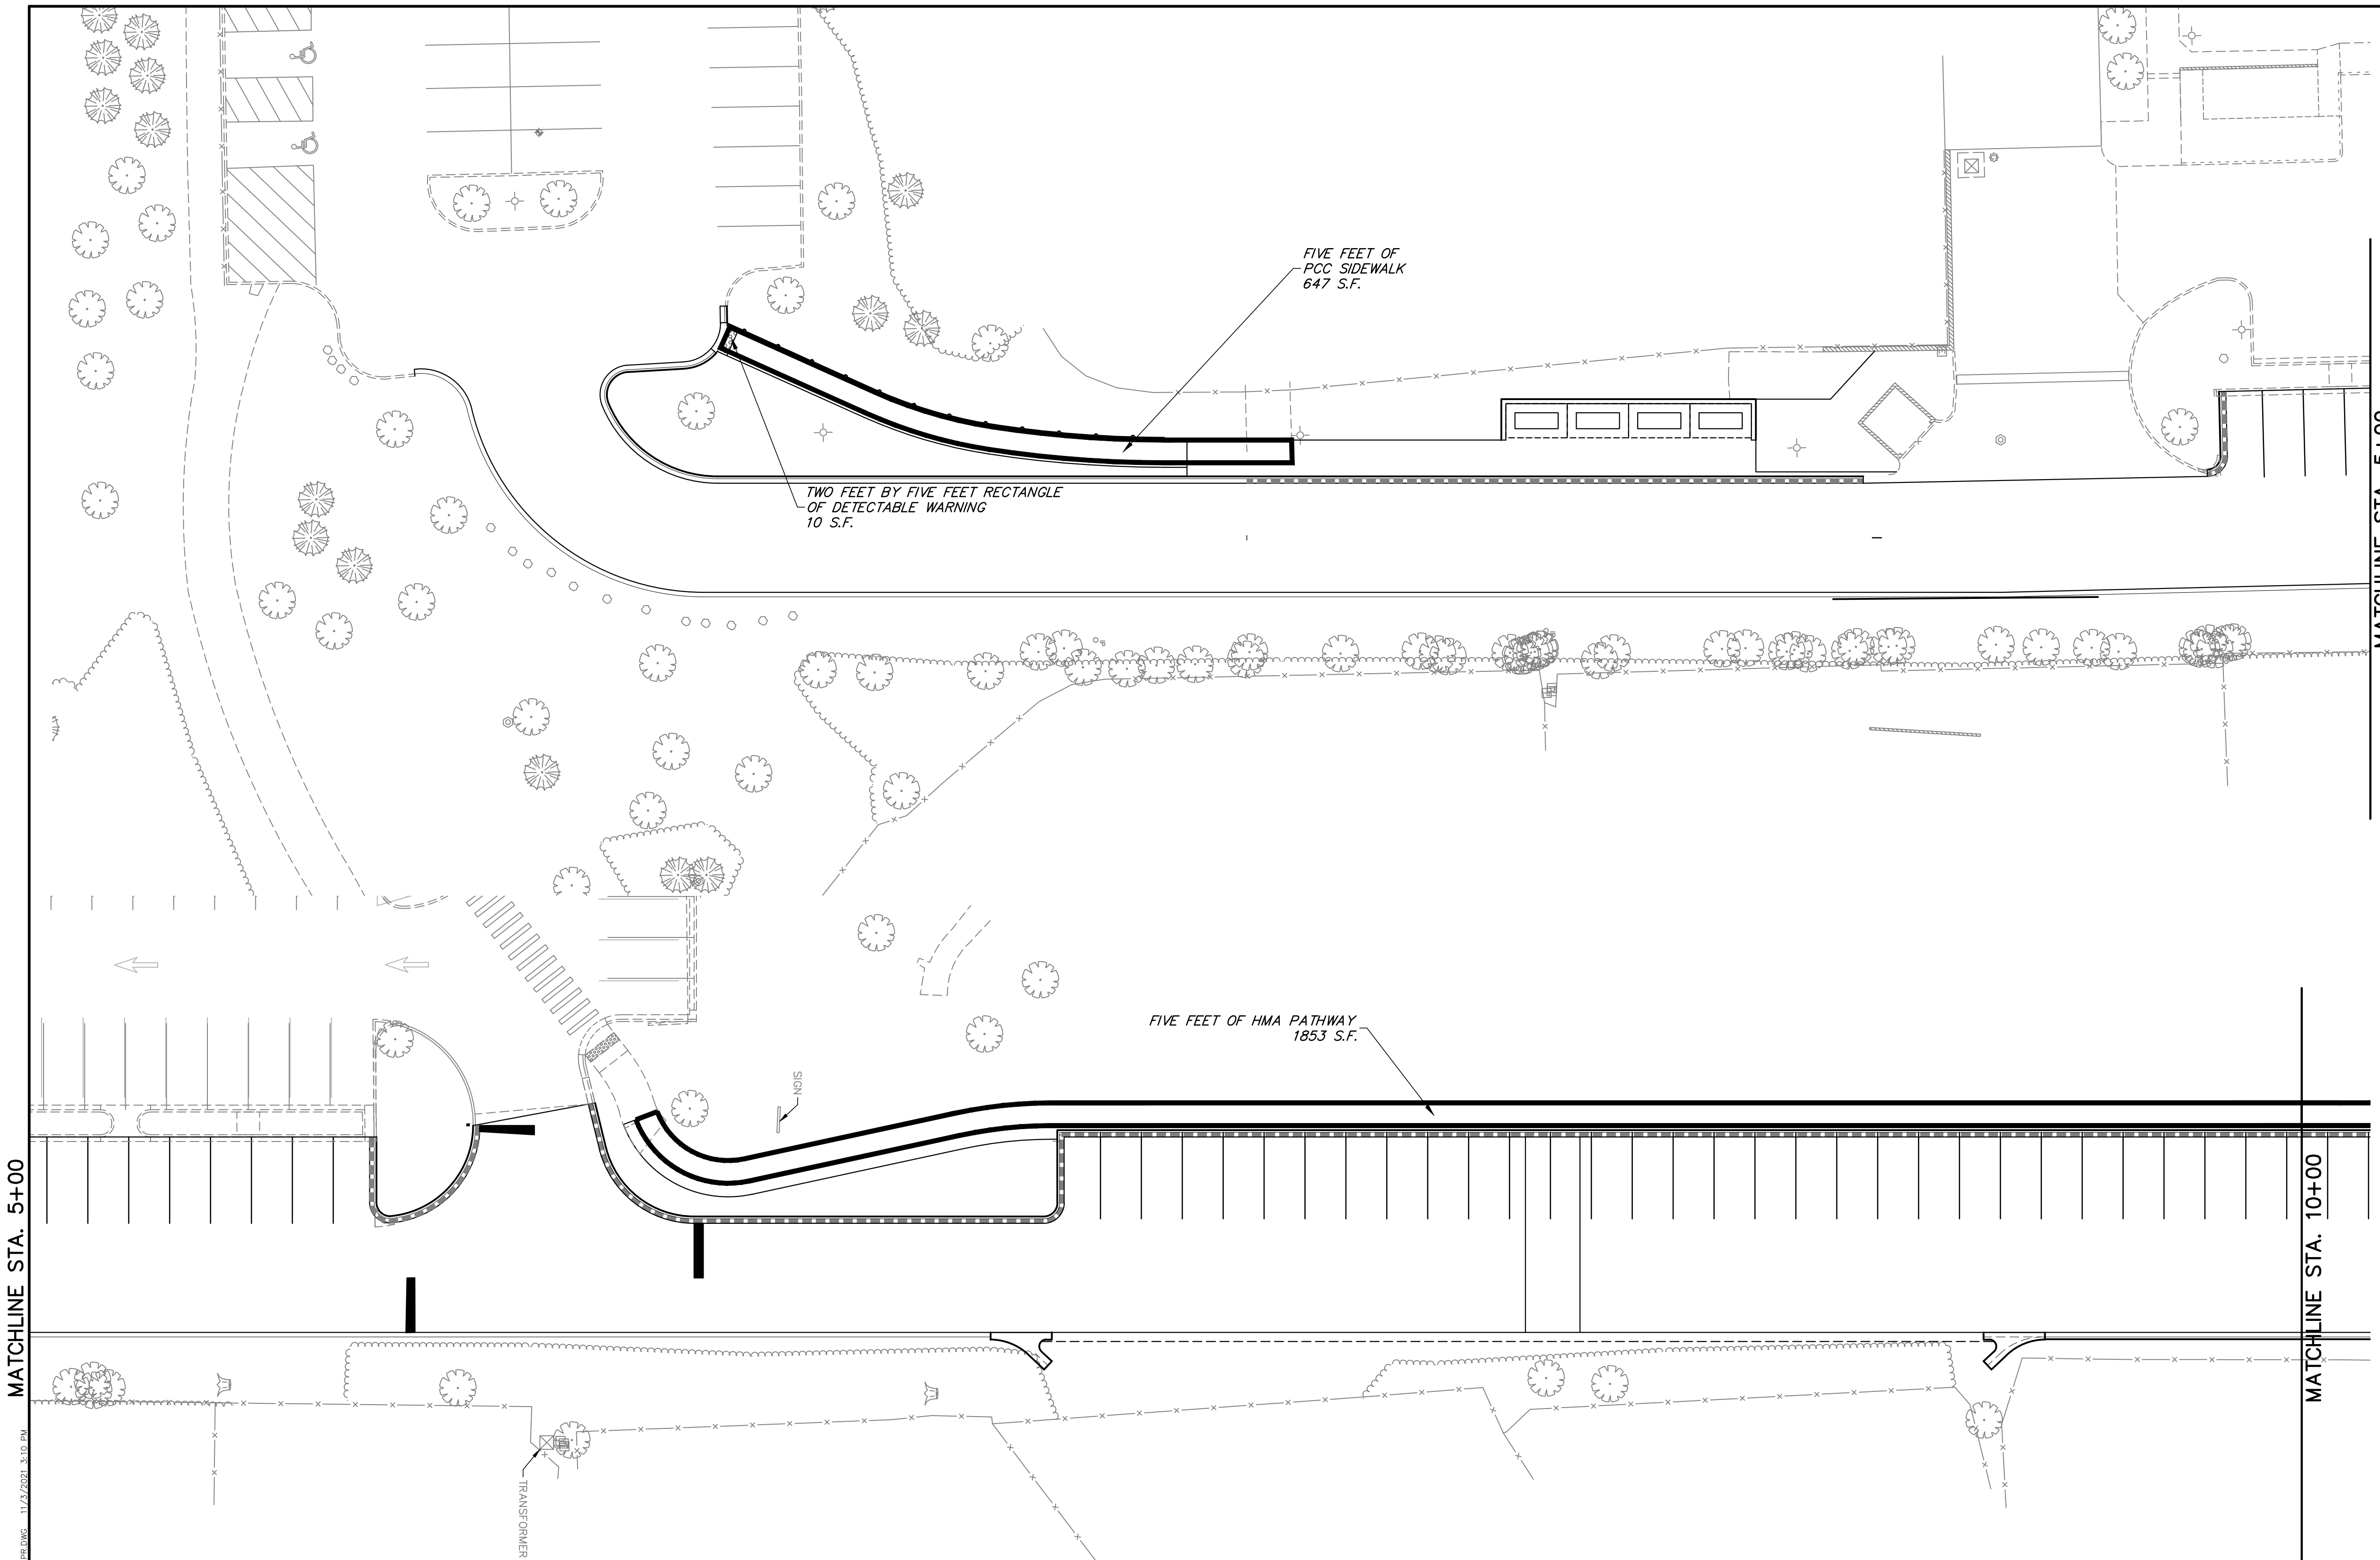 FIVE FEET OF
PCC SIDEWALK
647 S.F.
TWO FEET BY FIVE FEET RECTANGLE
OF DETECTABLE WARNING
10 S.F.
FIVE FEET OF HMA PATHWAY
1853 S.F.
SIGN
MATCHLINE STA. 5+00
MATCHLINE STA. 10+00
TRANSFORMER
PR.DWG 11/3/2021 3:10 PM